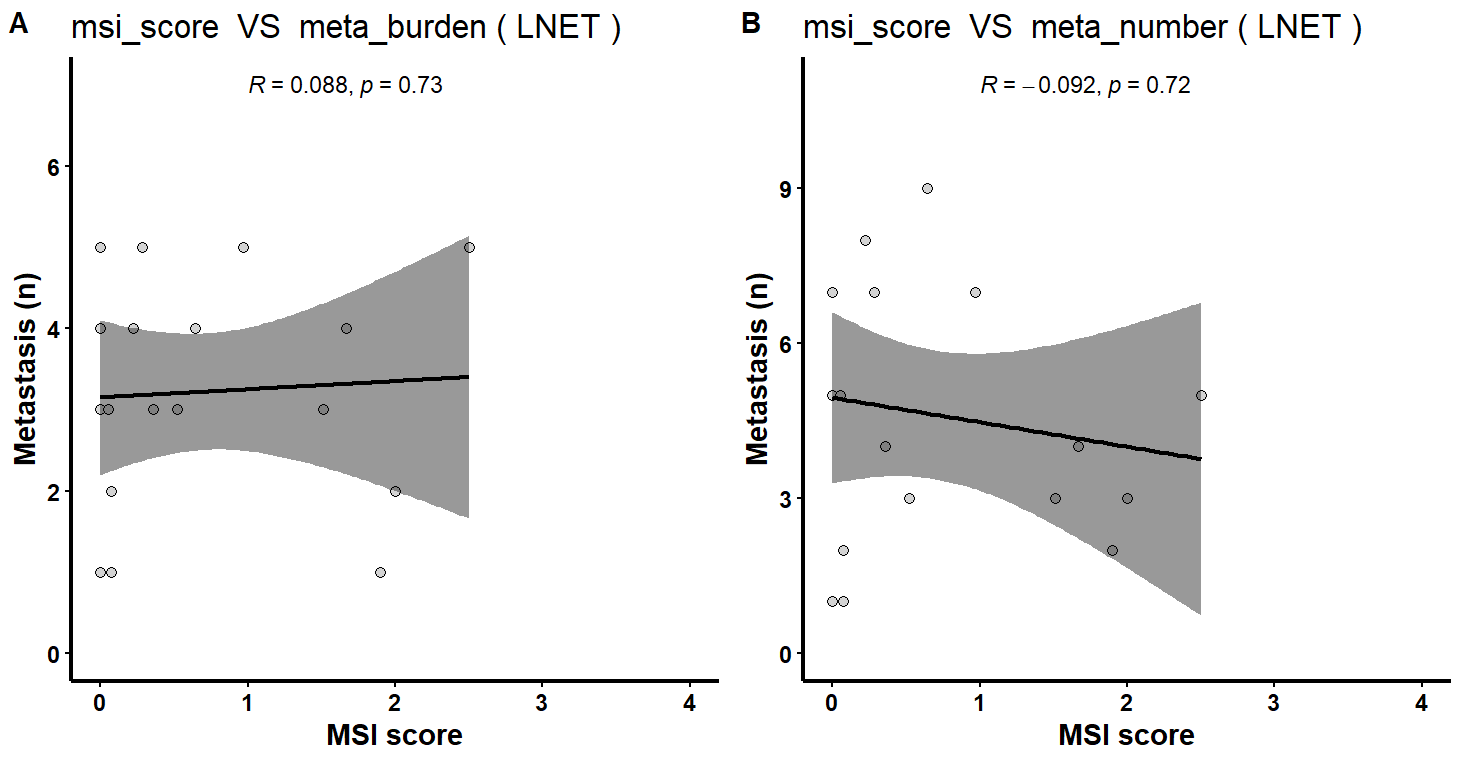 A
msi_score VS meta_burden ( LNET )
R = 0.088, p = 0.73
6
4
2
0
Metastasis (n)
0 1 2 3 4
MSI score
B
msi_score VS meta_number ( LNET )
R = −0.092, p = 0.72
9
6
3
0
Metastasis (n)
0 1 2 3 4
MSI score